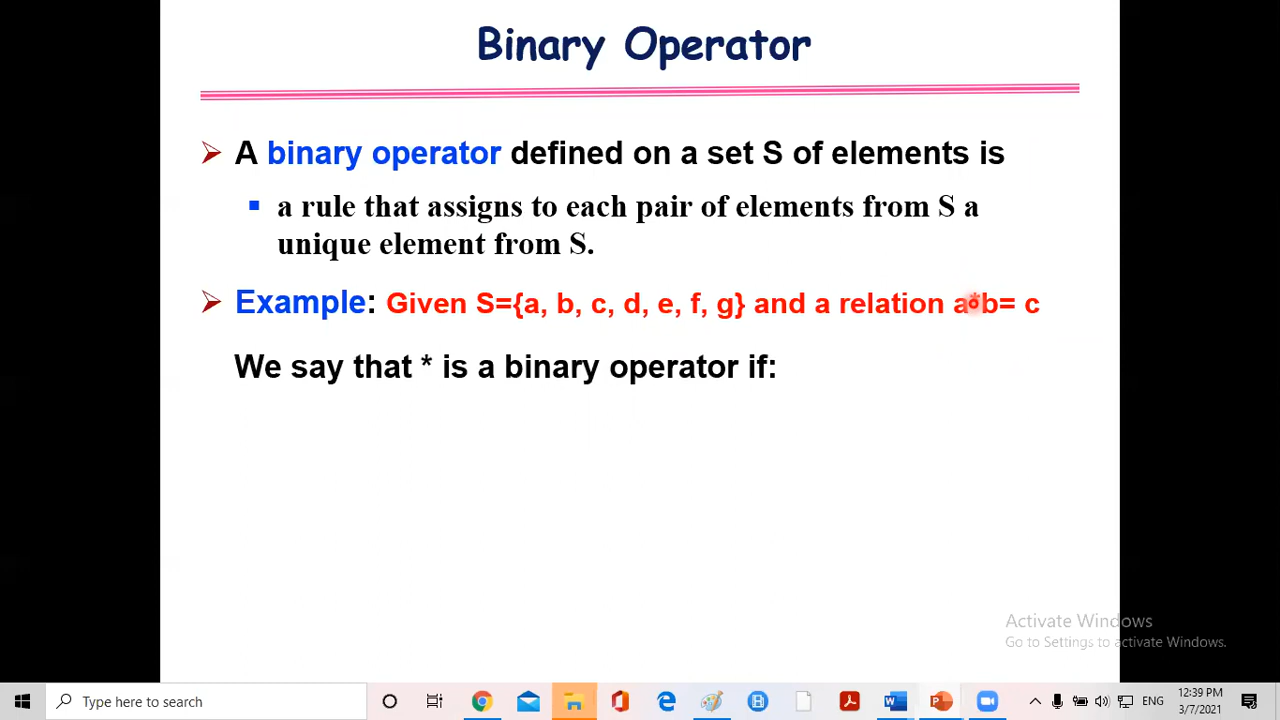 Binary Operator
A binary operator defined on a set S of elements is
a rule that assigns to each pair of elements from S a
unique element from S.
Example: Given S={a, b, c, d, e, f, g} and a relation a*b= c
We say that * is a binary operator if:
Activate Windows
Go to Settings to activate Windows.
Type here to search
ENG
12:39 PM
3/7/2021